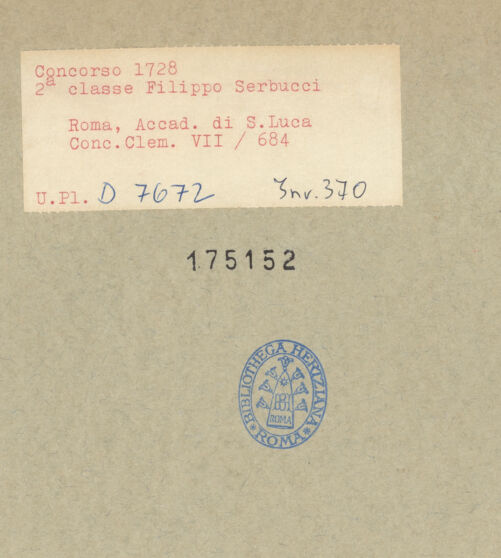 Concorso 1728
2a classe Filippo Serbucci
Roma, Accad. di S.Luca
Conc.Clem. VII / 684
U.Pl. D 7672 Inv. 370
175152
BIBLIOTHECA HERTZIANA
ROMA
ROMA